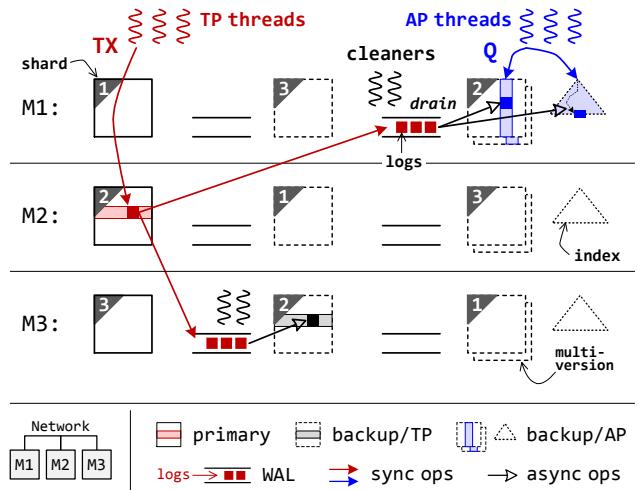 TP threads
AP threads
TX
Q
cleaners
shard
drain
M1:
1
3
2
logs
M2:
2
1
3
index
M3:
3
2
1
multi-
version
Network
M1 M2 M3
primary
backup/TP
backup/AP
logs
WAL
sync ops
async ops